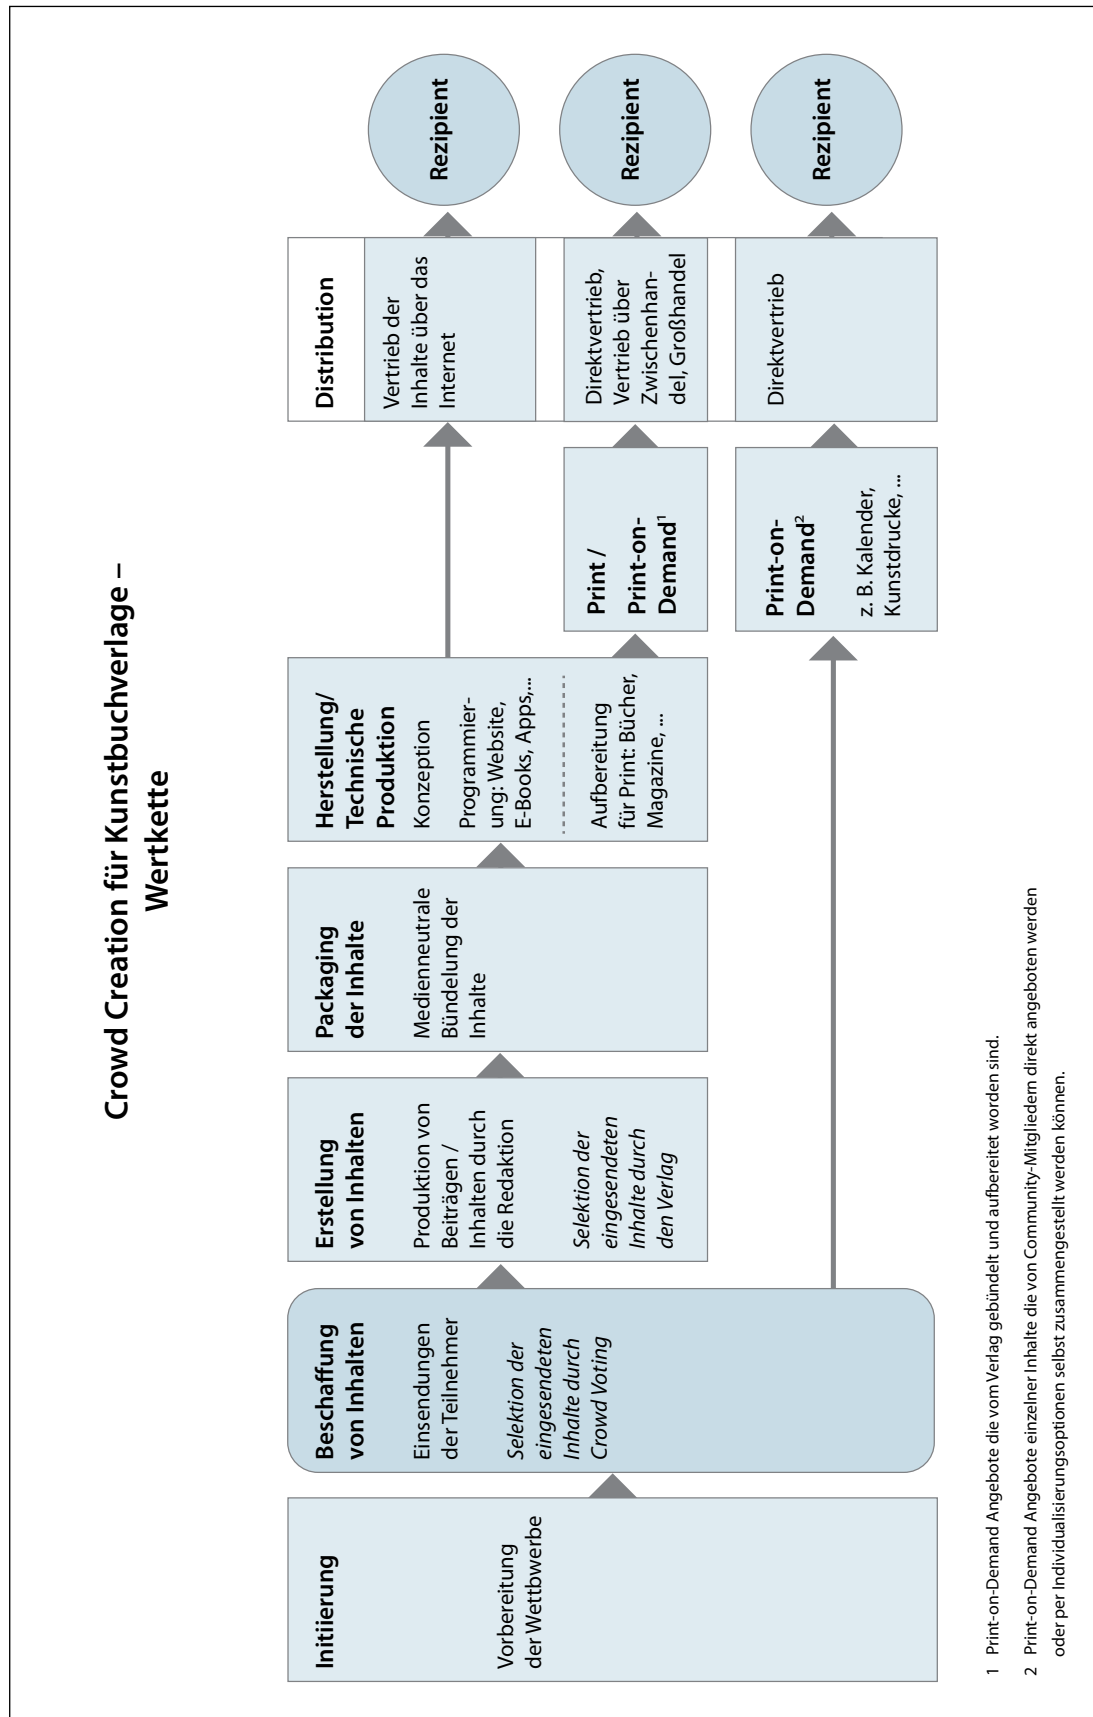 Crowd Creation für Kunstbuchverlage –
Wertkette
Initiierung
Vorbereitung
der Wettbwerbe
Beschaffung
von Inhalten
Einsendungen
der Teilnehmer
Selektion der
eingesendeten
Inhalte durch
Crowd Voting
Erstellung
von Inhalten
Produktion von
Beiträgen /
Inhalten durch
die Redaktion
Selektion der
eingesendeten
Inhalte durch
den Verlag
Packaging
der Inhalte
Medienneutrale
Bündelung der
Inhalte
Herstellung/
Technische
Produktion
Konzeption
Programmier-
ung: Website,
E-Books, Apps,...
Aufbereitung
für Print: Bücher,
Magazine, ...
Print /
Print-on-
Demand¹
Print-on-
Demand²
z. B. Kalender,
Kunstdrucke, ...
Distribution
Vertrieb der
Inhalte über das
Internet
Direktvertrieb,
Vertrieb über
Zwischenhan-
del, Großhandel
Direktvertrieb
Rezipient
Rezipient
Rezipient
1 Print-on-Demand Angebote die vom Verlag gebündelt und aufbereitet worden sind.
2 Print-on-Demand Angebote einzelner Inhalte die von Community-Mitgliedern direkt angeboten werden
oder per Individualisierungsoptionen selbst zusammengestellt werden können.